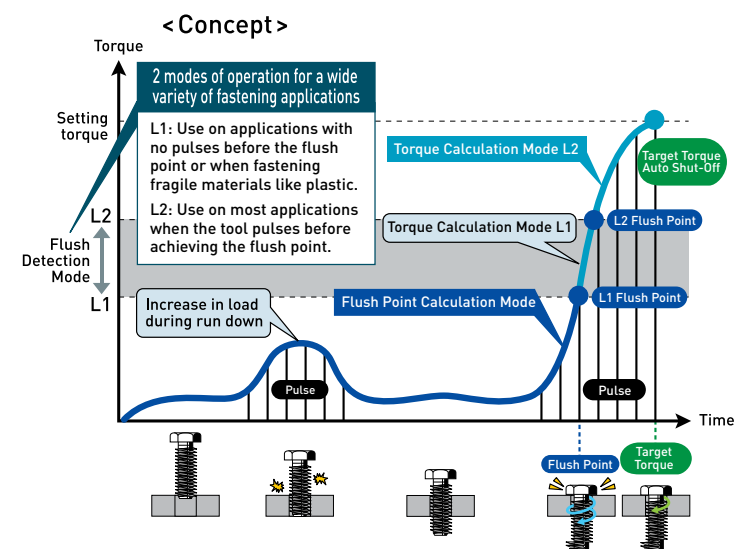 <Concept>
Torque
2 modes of operation for a wide
variety of fastening applications
L1: Use on applications with
no pulses before the flush
point or when fastening
fragile materials like plastic.
L2: Use on most applications
when the tool pulses before
achieving the flush point.
Setting
torque
Torque Calculation Mode L2
Target Torque
Auto Shut-Off
L2
L2 Flush Point
Torque Calculation Mode L1
Flush
Detection
Mode
L1
L1 Flush Point
Increase in load
during run down
Flush Point Calculation Mode
Pulse
Pulse
Time
Flush Point
Target
Torque